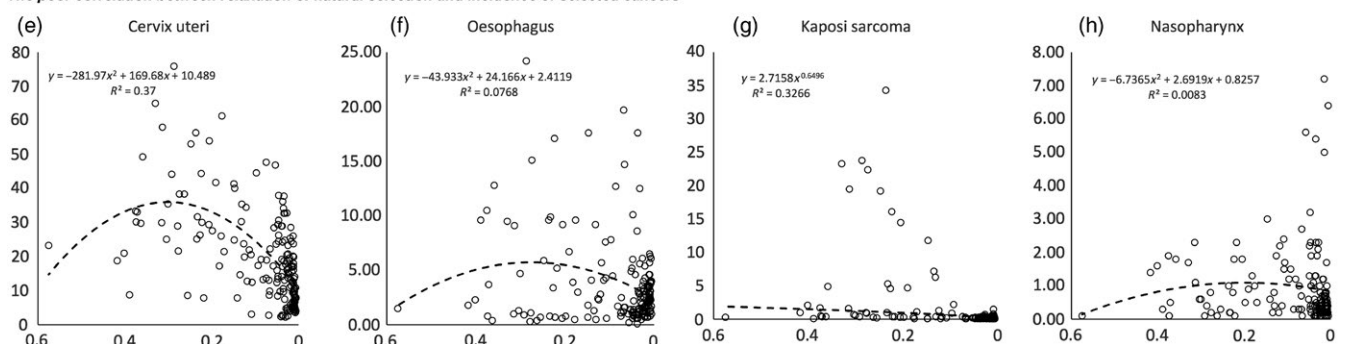 (e) Cervix uteri
80
70
60
50
40
30
20
10
0
0.6 0.4 0.2 0
y = −281.97x² + 169.68x + 10.489
R² = 0.37
(f) Oesophagus
25.00
20.00
15.00
10.00
5.00
0.00
0.6 0.4 0.2 0
y = −43.933x² + 24.166x + 2.4119
R² = 0.0768
(g) Kaposi sarcoma
40
35
30
25
20
15
10
5
0
0.6 0.4 0.2 0
y = 2.7158x^0.6496
R² = 0.3266
(h) Nasopharynx
8.00
7.00
6.00
5.00
4.00
3.00
2.00
1.00
0.00
0.6 0.4 0.2 0
y = −6.7365x² + 2.6919x + 0.8257
R² = 0.0083